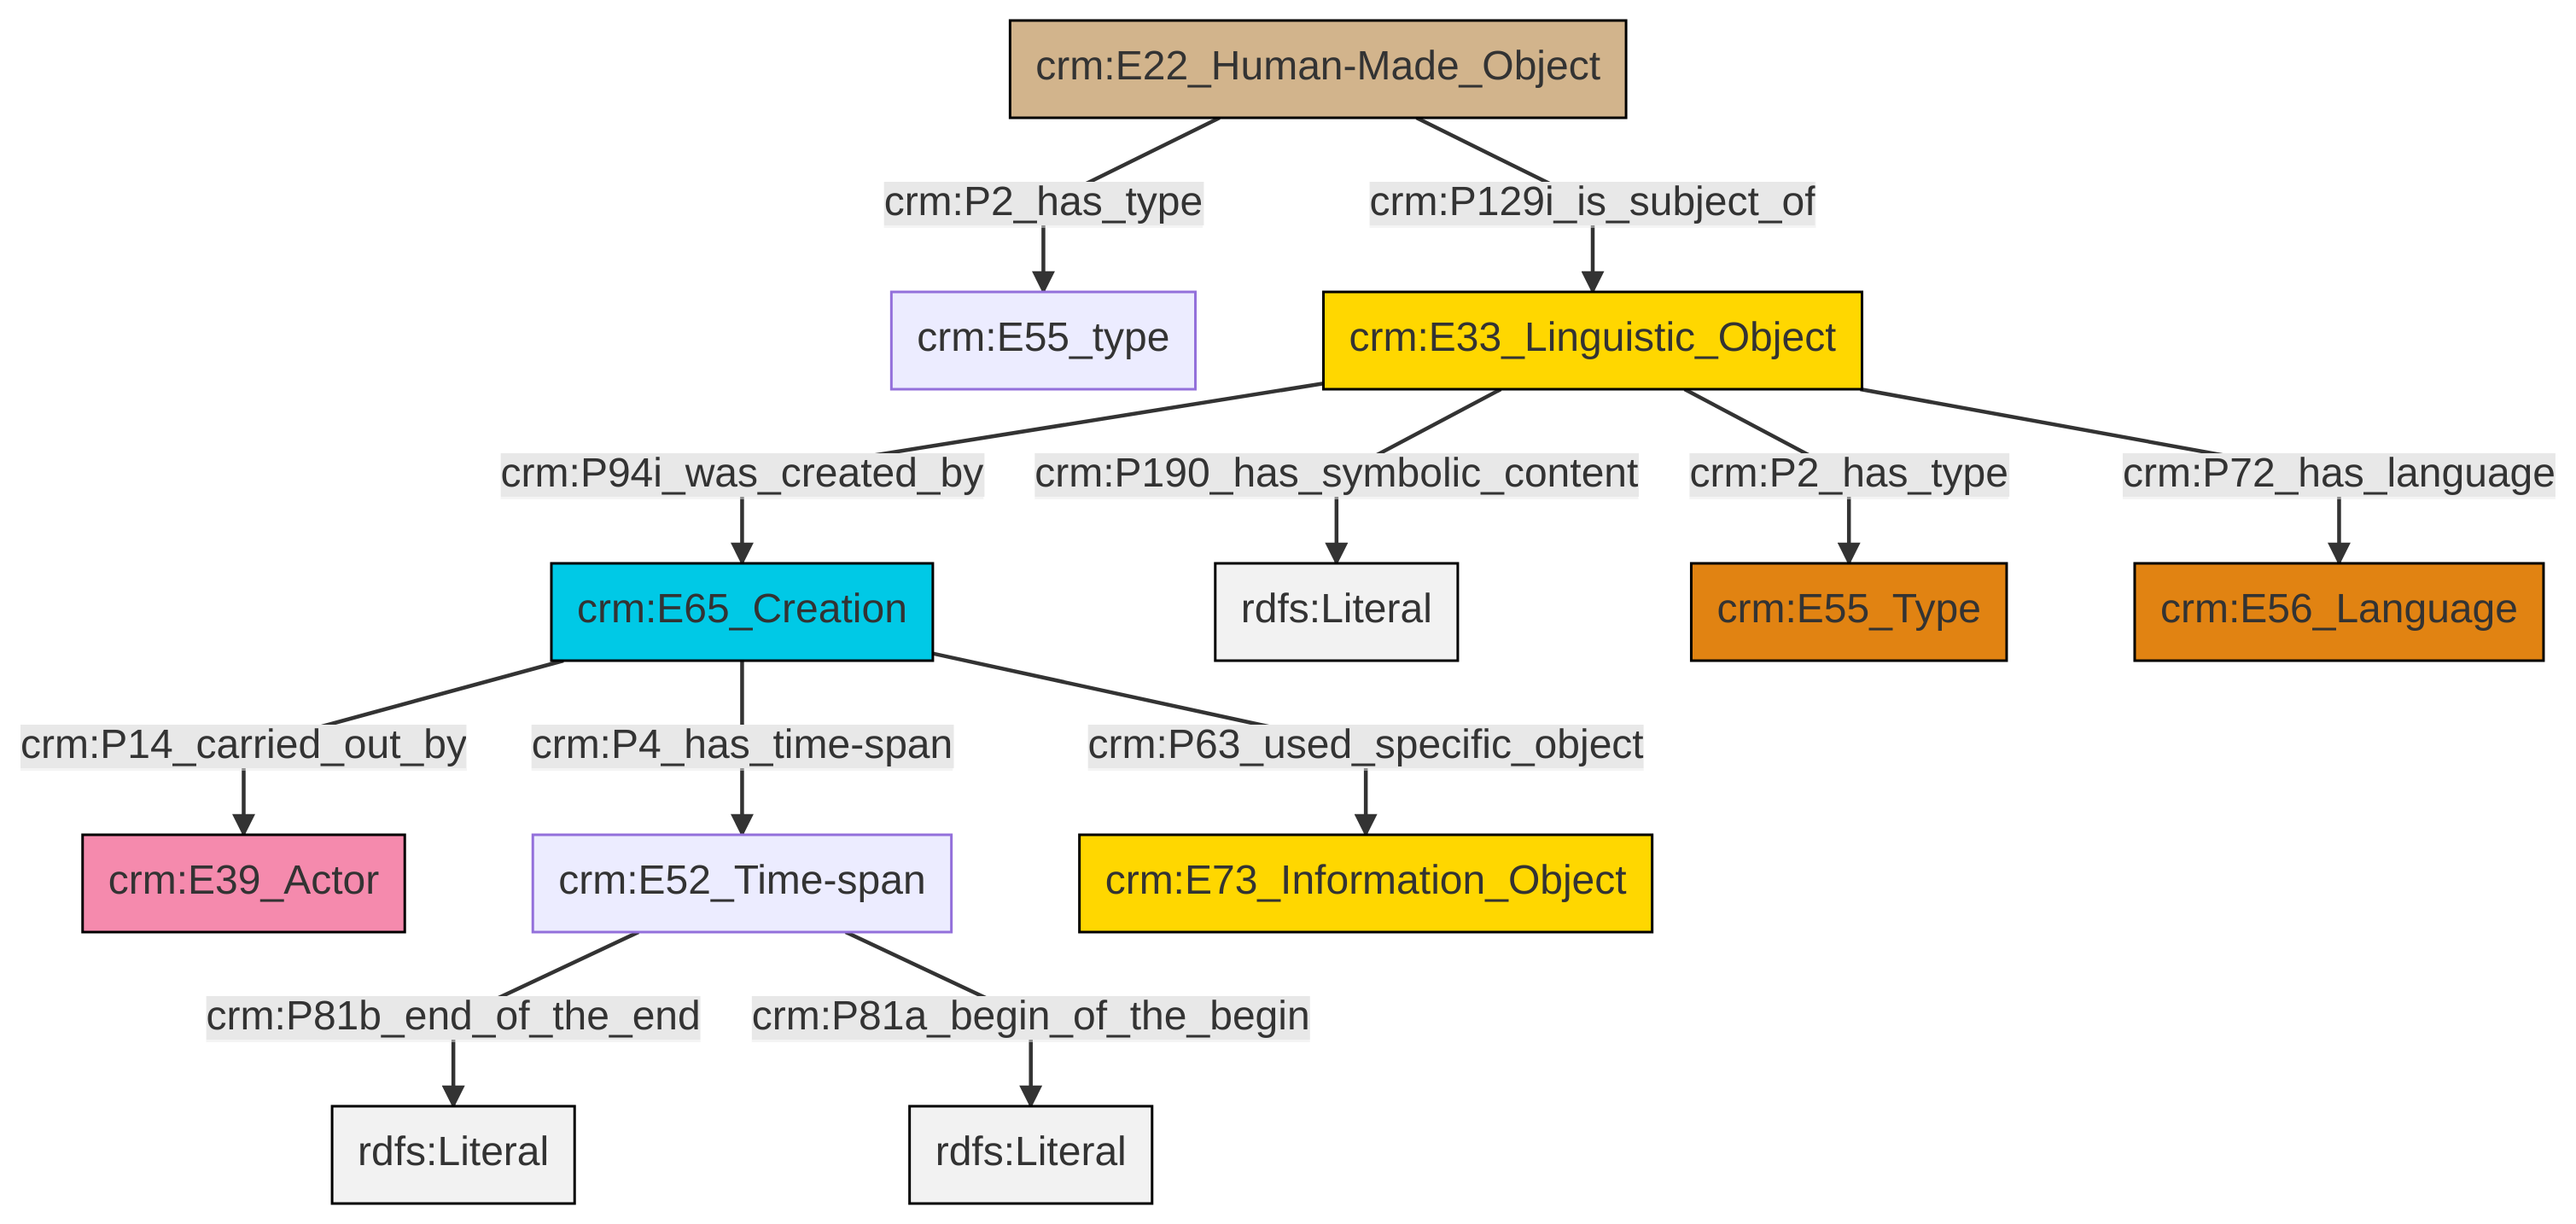 crm:E22_Human-Made_Object
crm:P2_has_type
crm:P129i_is_subject_of
crm:E55_type
crm:E33_Linguistic_Object
crm:P94i_was_created_by
crm:P190_has_symbolic_content
crm:P2_has_type
crm:P72_has_language
crm:E65_Creation
rdfs:Literal
crm:E55_Type
crm:E56_Language
crm:P14_carried_out_by
crm:P4_has_time-span
crm:P63_used_specific_object
crm:E39_Actor
crm:E52_Time-span
crm:E73_Information_Object
crm:P81b_end_of_the_end
crm:P81a_begin_of_the_begin
rdfs:Literal
rdfs:Literal